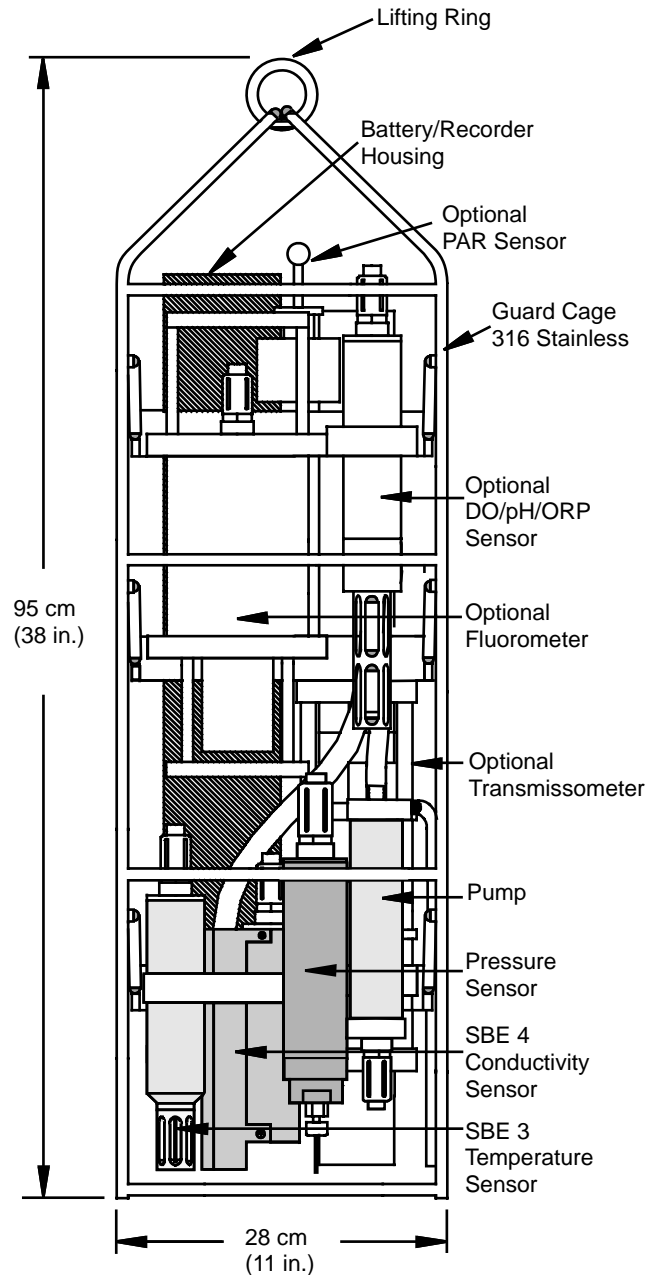 Lifting Ring
Battery/Recorder
Housing
Optional
PAR Sensor
Guard Cage
316 Stainless
Optional
DO/pH/ORP
Sensor
95 cm
(38 in.)
Optional
Fluorometer
Optional
Transmissometer
Pump
Pressure
Sensor
SBE 4
Conductivity
Sensor
SBE 3
Temperature
Sensor
28 cm
(11 in.)